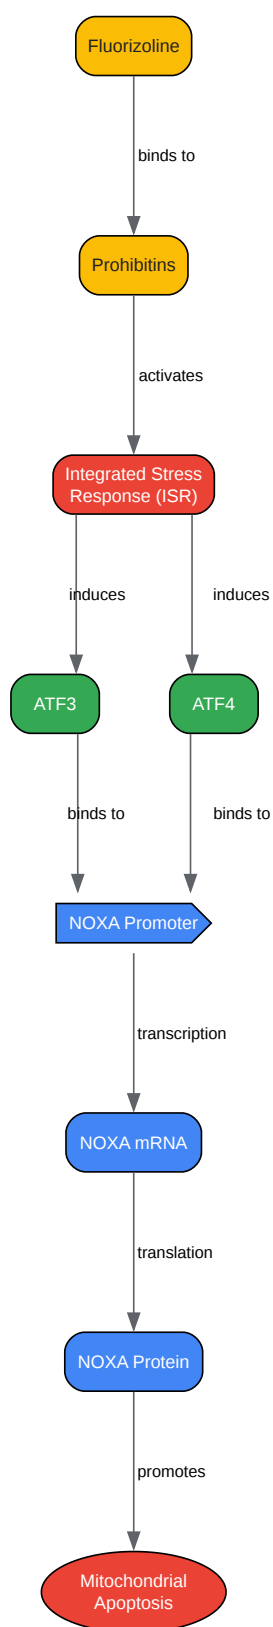 Fluorizoline
binds to
Prohibitins
activates
Integrated Stress
Response (ISR)
induces
induces
ATF3
ATF4
binds to
binds to
NOXA Promoter
transcription
NOXA mRNA
translation
NOXA Protein
promotes
Mitochondrial
Apoptosis